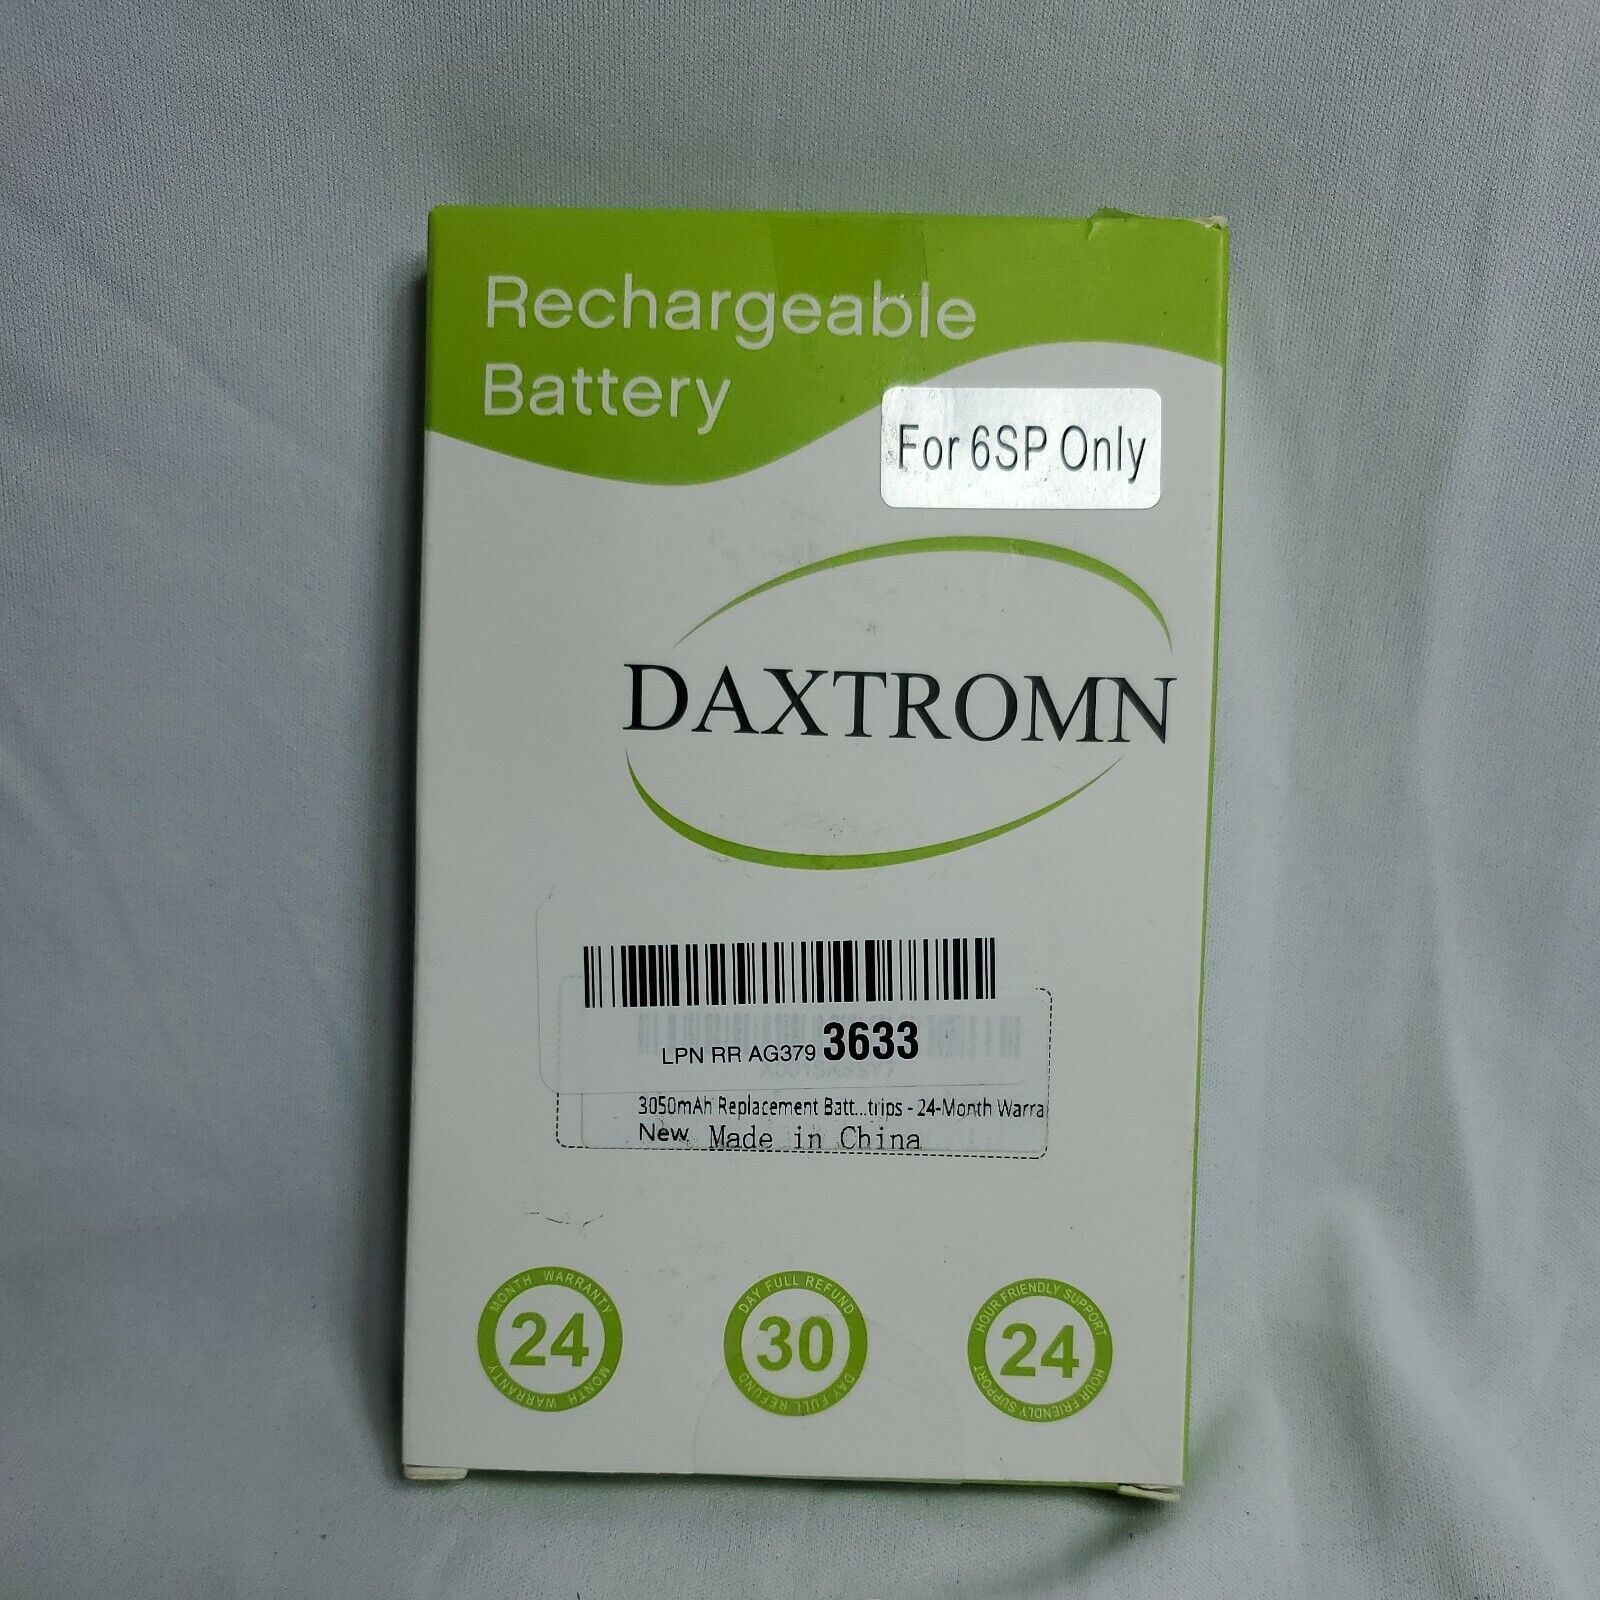 Rechargeable
Battery
For 6SP Only
DAXTROMN
LPN RR AG379 3633
3050mAh Replacement Batt...trips - 24-Month Warra
New Made in China
MONTH WARRANTY
24
MONTH WARRANTY
DAY FULL REFUND
30
DAY FULL REFUND
HOUR FRIENDLY SUPPORT
24
HOUR FRIENDLY SUPPORT